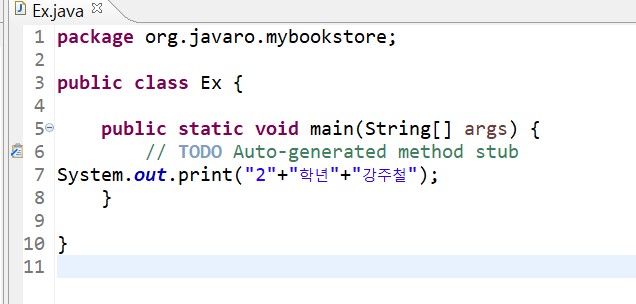 Ex.java
1 package org.javaro.mybookstore;
2
3 public class Ex {
4
5 public static void main(String[] args) {
6 // TODO Auto-generated method stub
7 System.out.print("2"+"학년"+"강주철");
8 }
9
10 }
11